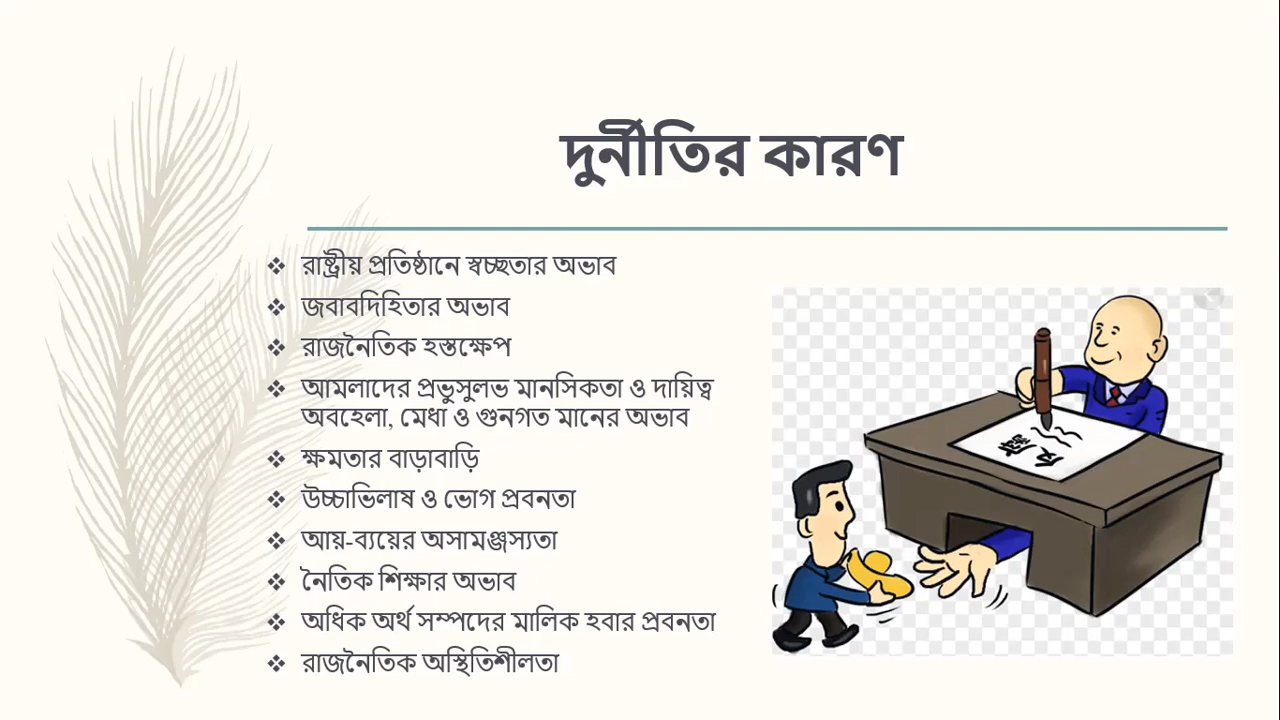 দুর্নীতির কারণ
❖ রাষ্ট্রীয় প্রতিষ্ঠানে স্বচ্ছতার অভাব
❖ জবাবদিহিতার অভাব
❖ রাজনৈতিক হস্তক্ষেপ
❖ আমলাদের প্রভুসুলভ মানসিকতা ও দায়িত্ব
অবহেলা, মেধা ও গুনগত মানের অভাব
❖ ক্ষমতার বাড়াবাড়ি
❖ উচ্চাভিলাষ ও ভোগ প্রবনতা
❖ আয়-ব্যয়ের অসামঞ্জস্যতা
❖ নৈতিক শিক্ষার অভাব
❖ অধিক অর্থ সম্পদের মালিক হবার প্রবনতা
❖ রাজনৈতিক অস্থিতিশীলতা